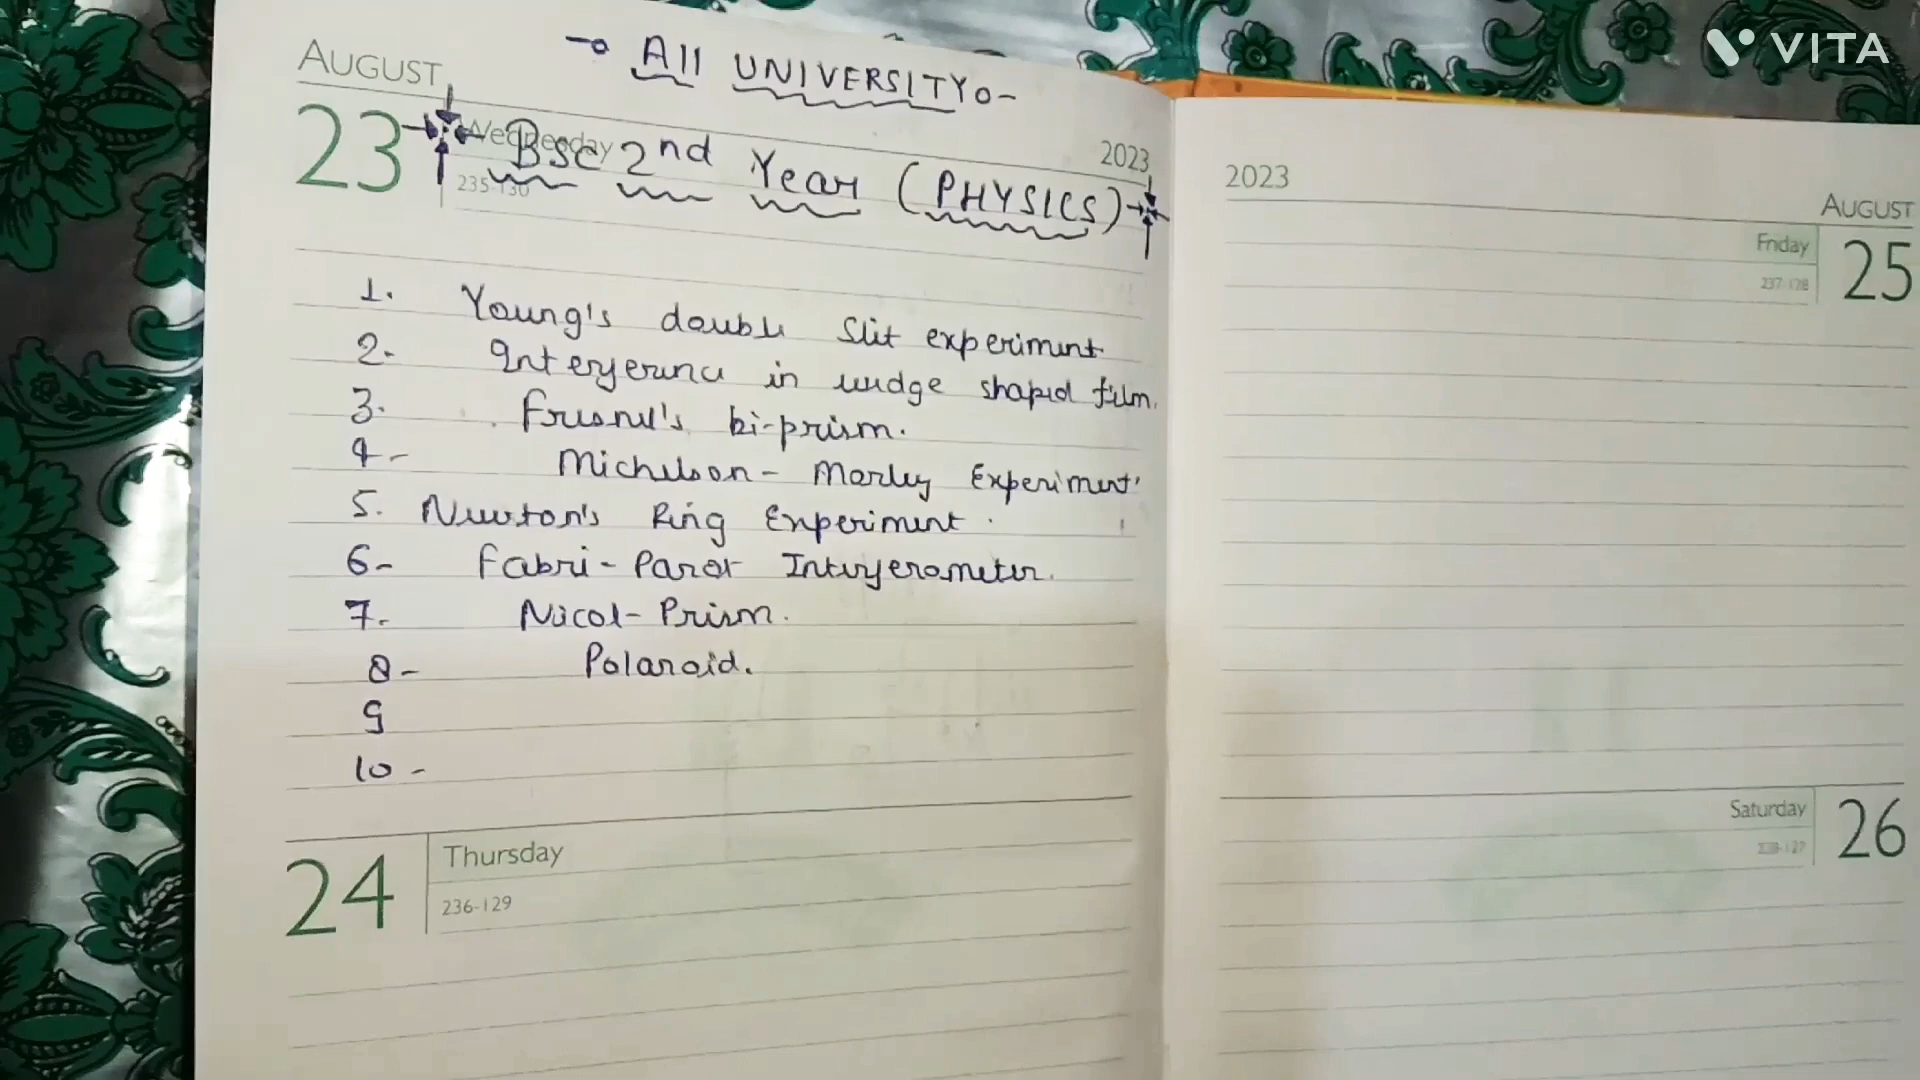 VITA
→ All UNIVERSITY ←
AUGUST
23 Wednesday 2023
235-130
Bsc 2nd Year (PHYSICS)
1. Young's double Slit experiment
2- Interference in wedge shaped film.
3. Fresnel's bi-prism.
4- Michelson - Morley Experiment
5. Newton's Ring Experiment.
6- Fabri - Parot Interferometer.
7- Nicol - Prism.
8- Polaroid.
9
10 -
24 Thursday
236-129
2023
AUGUST
Friday 25
237-128
Saturday 26